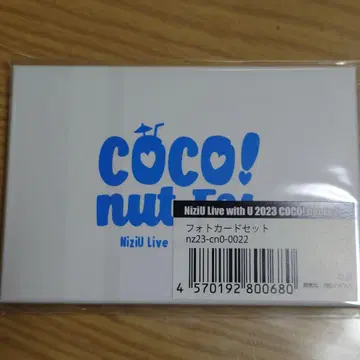 COCO!
nut
NiziU Live
NiziU Live with U 2023 COCO!
フォトカードセット
nz23-cn0-0022
4 570192 800680